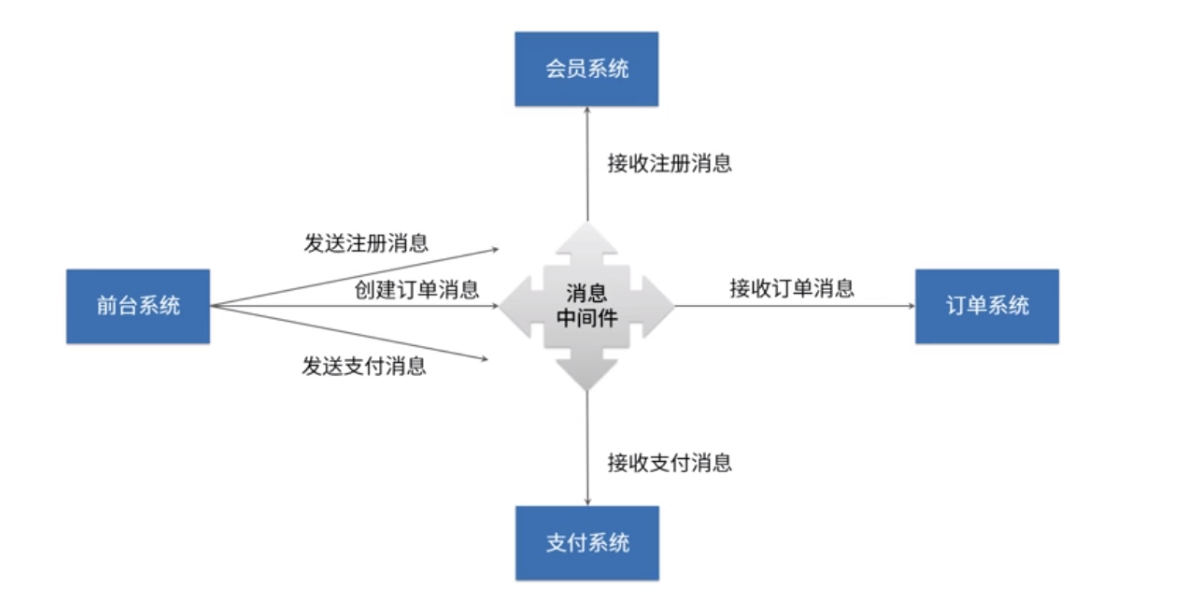 会员系统
接收注册消息
发送注册消息
创建订单消息
接收订单消息
前台系统
消息
中间件
订单系统
发送支付消息
接收支付消息
支付系统